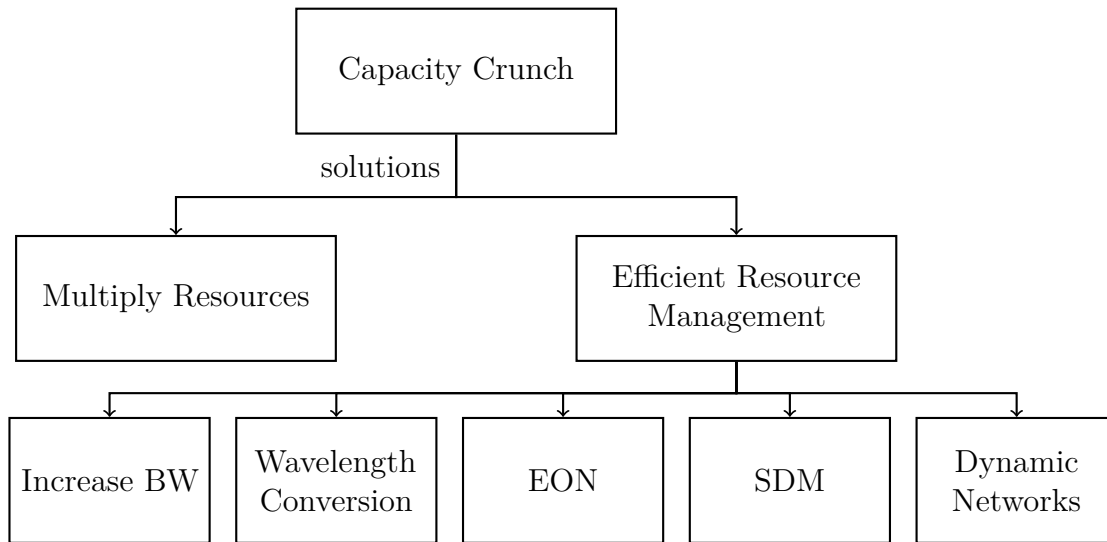 Capacity Crunch
solutions
Multiply Resources
Efficient Resource
Management
Increase BW
Wavelength
Conversion
EON
SDM
Dynamic
Networks